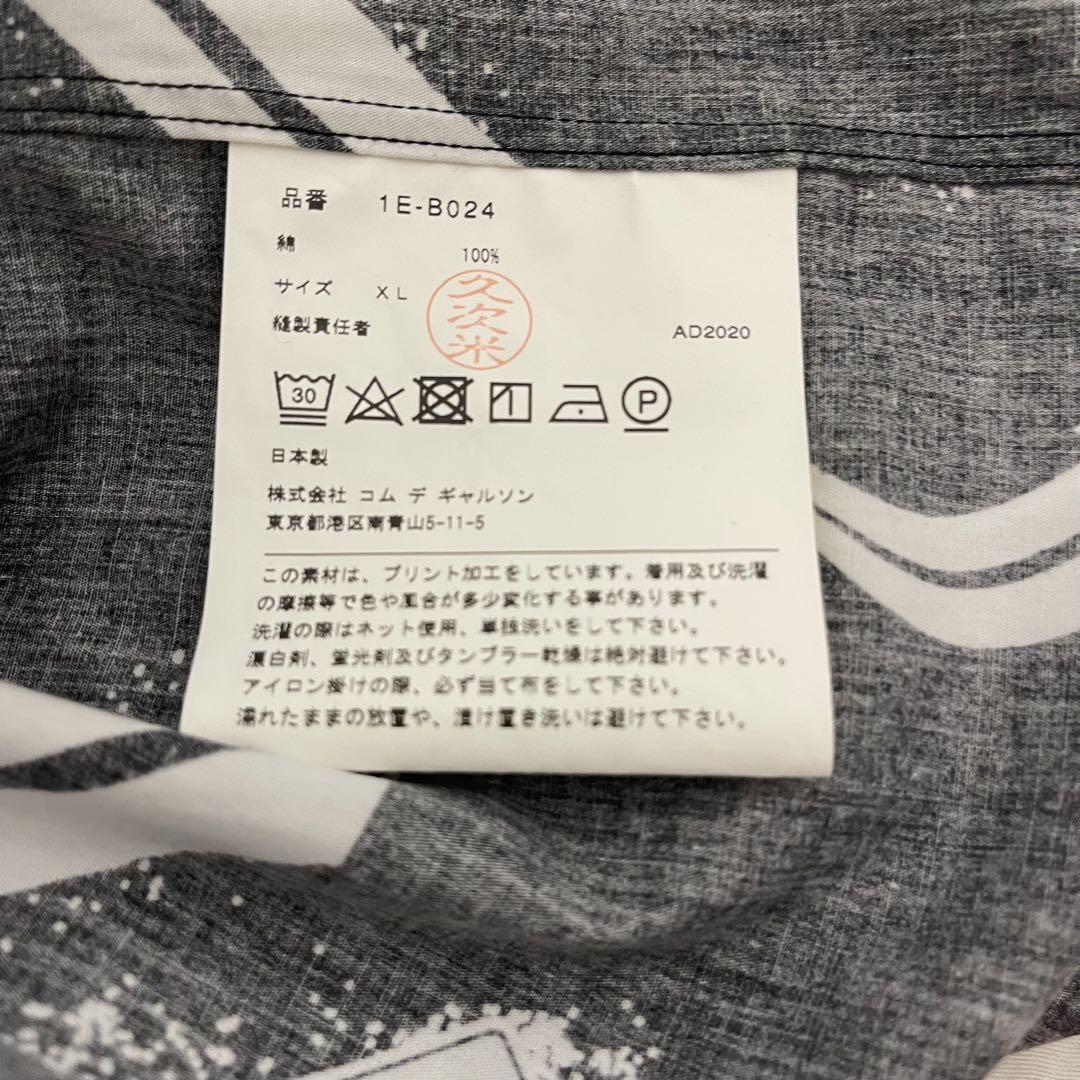 品番 1E-B024
綿 100%
サイズ XL
久次米
縫製責任者 AD2020
30 P
日本製
株式会社 コム デ ギャルソン
東京都港区南青山5-11-5
この素材は、プリント加工をしています。着用及び洗濯
の摩擦等で色や風合が多少変化する事があります。
洗濯の際はネット使用、単独洗いをして下さい。
漂白剤、蛍光剤及びタンブラー乾燥は絶対避けて下さい。
アイロン掛けの際、必ず当て布をして下さい。
濡れたままの放置や、漬け置き洗いは避けて下さい。